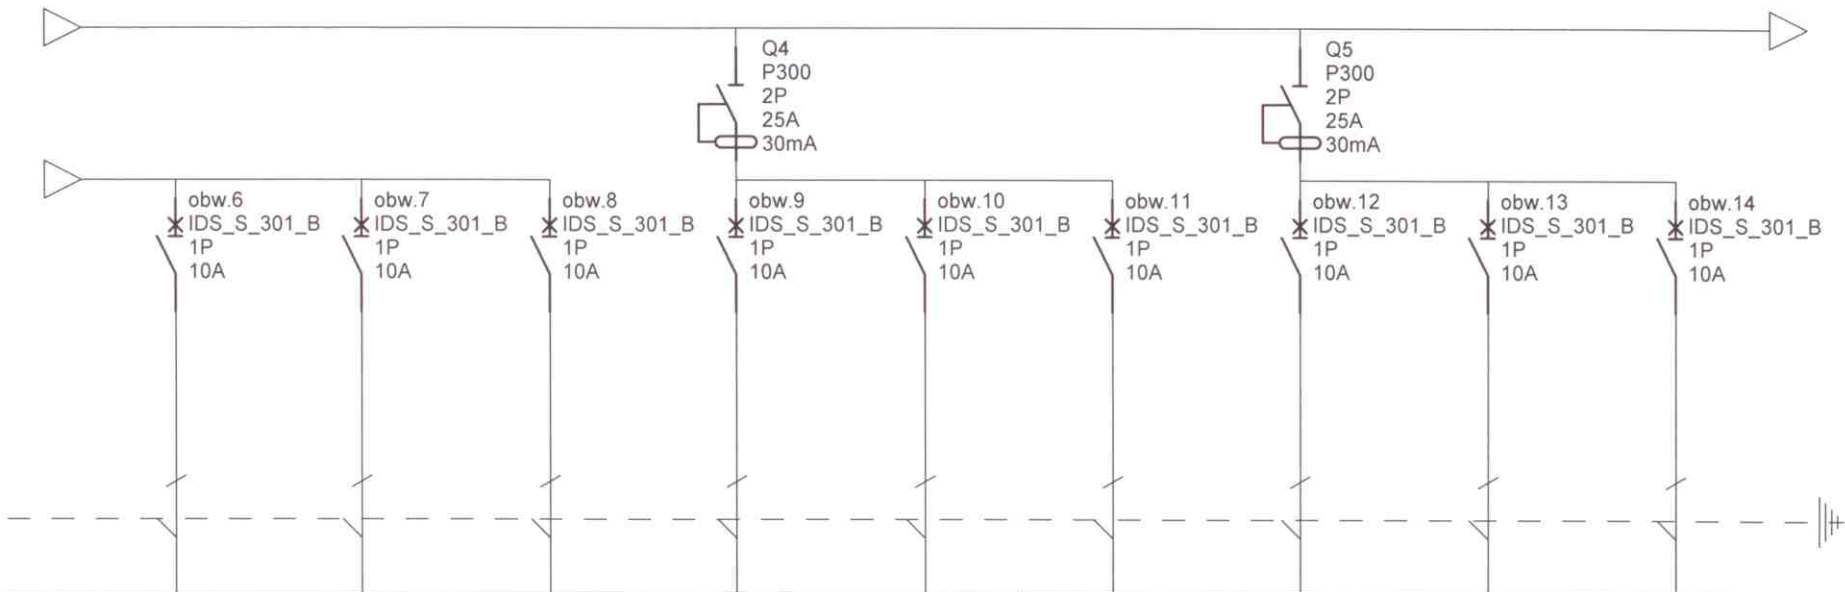 Q4
P300
2P
25A
30mA
Q5
P300
2P
25A
30mA
obw.6
IDS_S_301_B
1P
10A
obw.7
IDS_S_301_B
1P
10A
obw.8
IDS_S_301_B
1P
10A
obw.9
IDS_S_301_B
1P
10A
obw.10
IDS_S_301_B
1P
10A
obw.11
IDS_S_301_B
1P
10A
obw.12
IDS_S_301_B
1P
10A
obw.13
IDS_S_301_B
1P
10A
obw.14
IDS_S_301_B
1P
10A